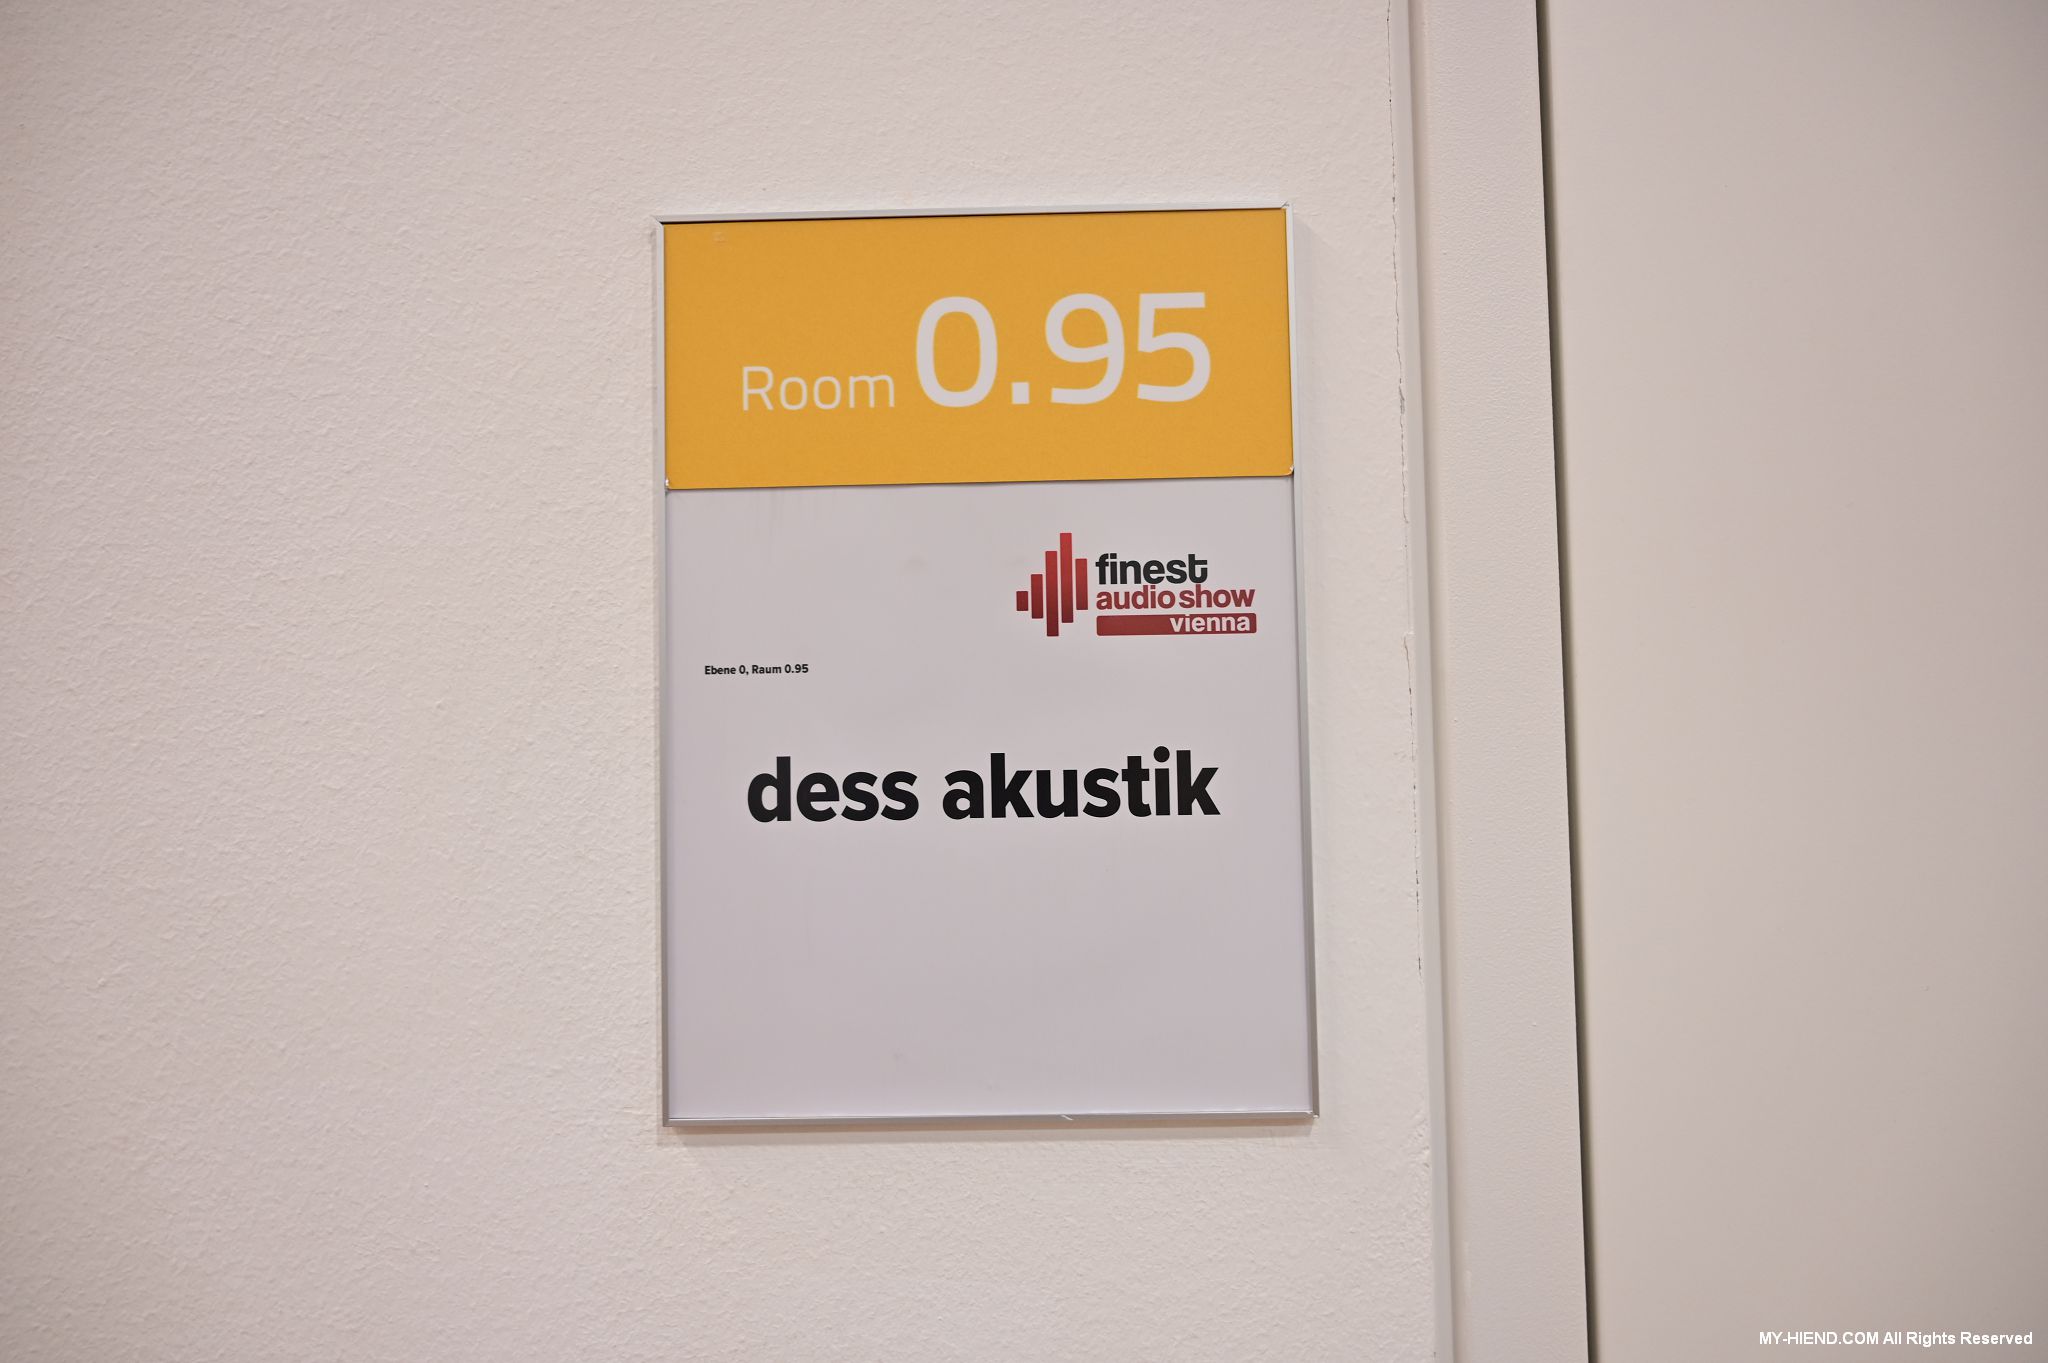 Room 0.95
finest
audio show
vienna
Ebene 0, Raum 0.95
dess akustik
MY-HIEND.COM All Rights Reserved